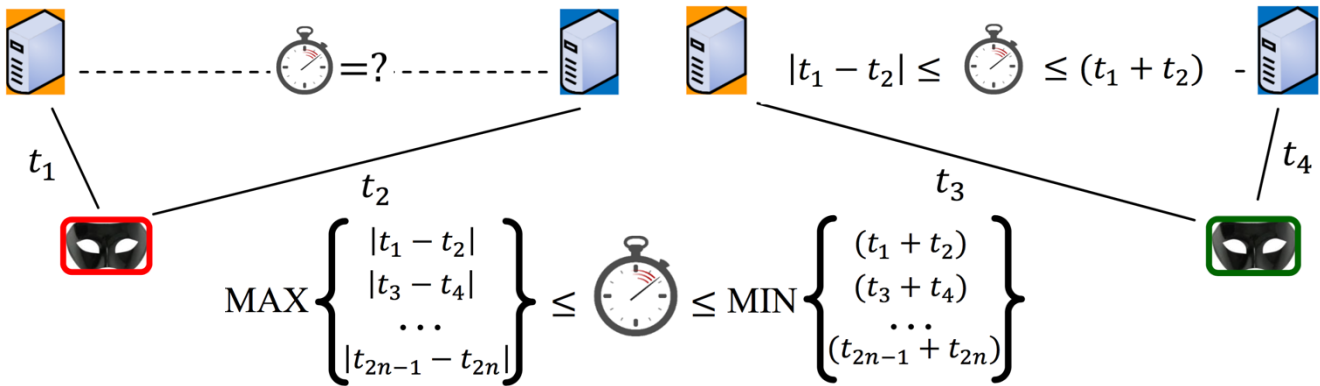 =?
|t₁ − t₂| ≤ ≤ (t₁ + t₂) -
t₁
t₂
t₃
t₄
MAX { |t₁ − t₂| |t₃ − t₄| ... |t₂ₙ₋₁ − t₂ₙ| } ≤ ≤ MIN { (t₁ + t₂) (t₃ + t₄) ... (t₂ₙ₋₁ + t₂ₙ) }